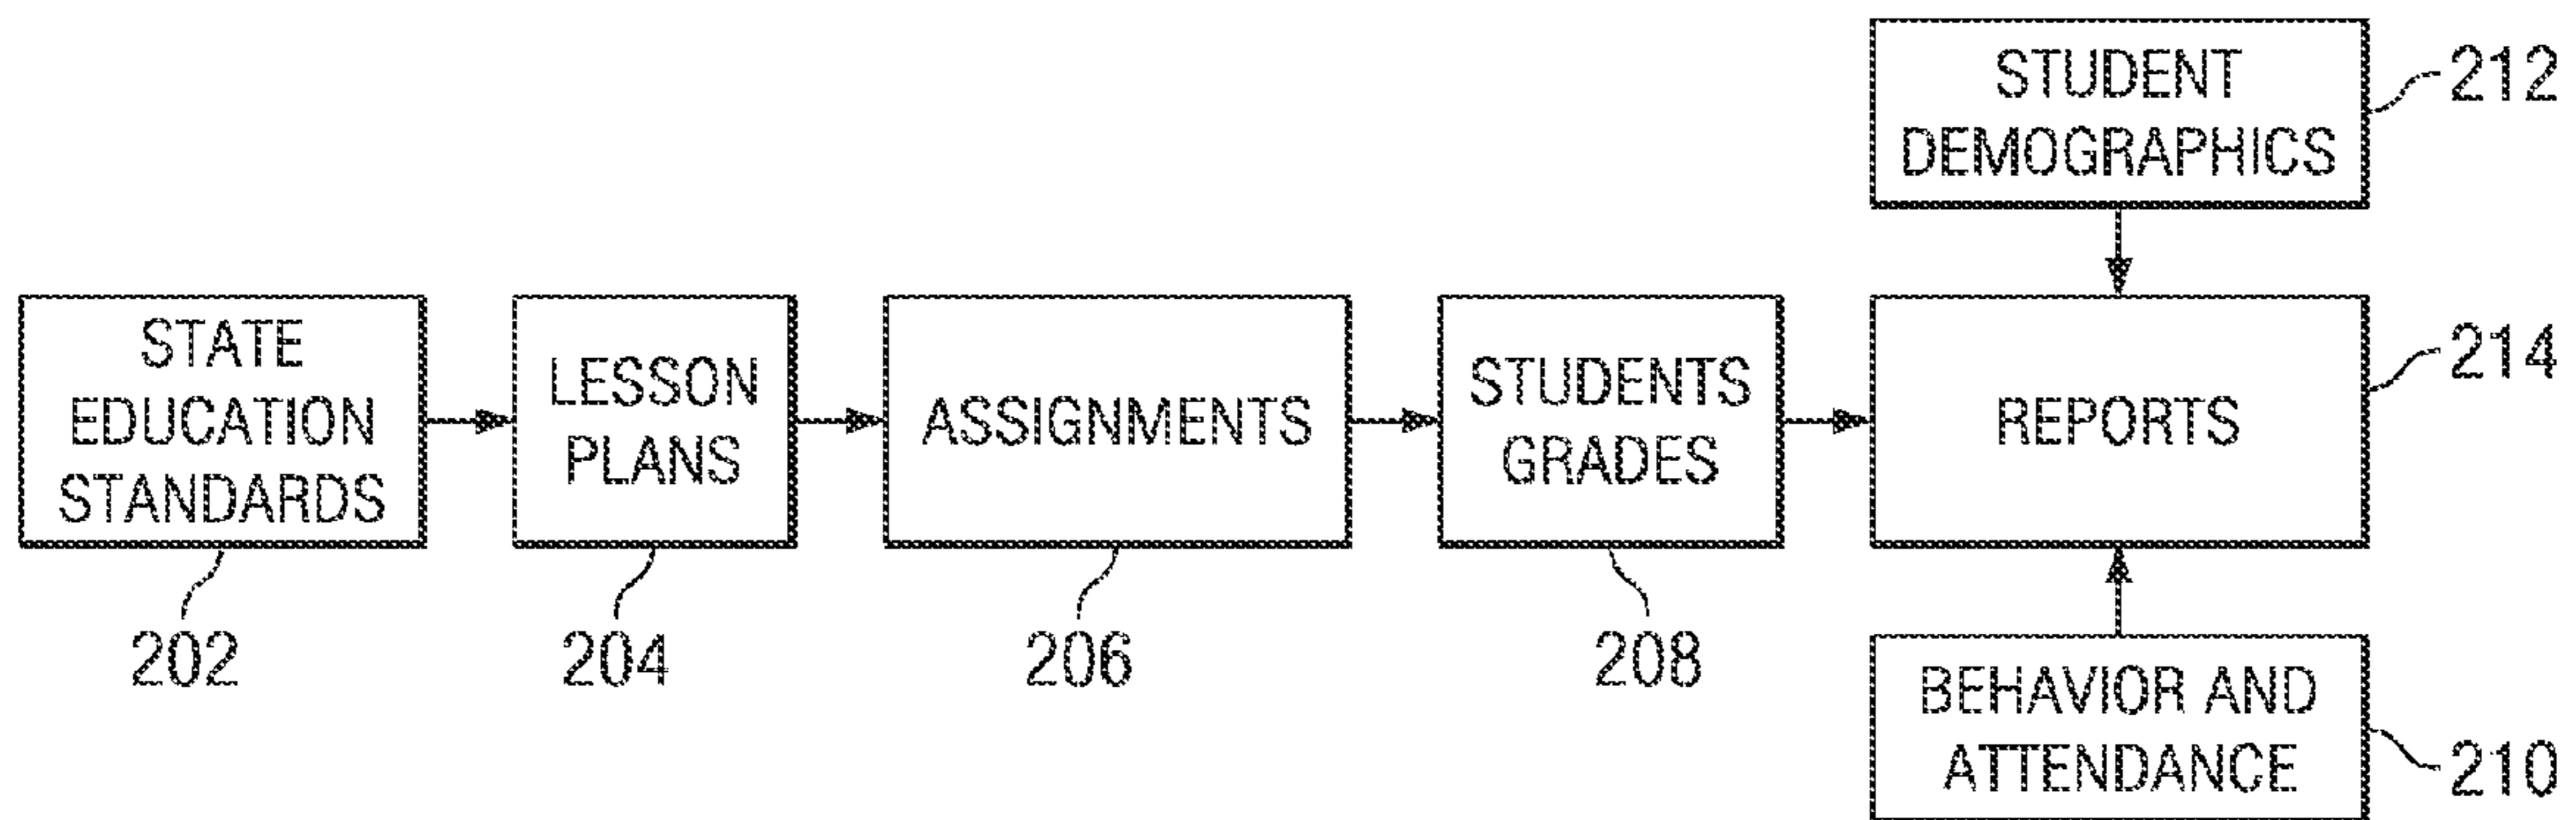 STUDENT
DEMOGRAPHICS
212
STATE
EDUCATION
STANDARDS
202
LESSON
PLANS
204
ASSIGNMENTS
206
STUDENTS
GRADES
208
REPORTS
214
BEHAVIOR AND
ATTENDANCE
210